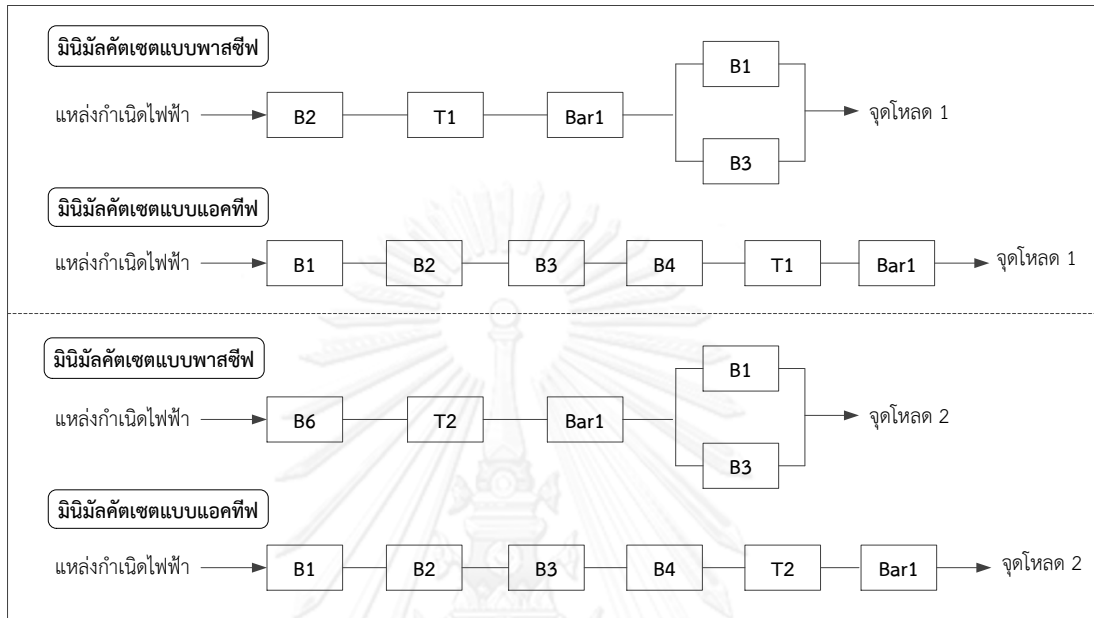 มินิมัลคัตเซตแบบพาสซีฟ
แหล่งกำเนิดไฟฟ้า B2 T1 Bar1 B1 B3 จุดโหลด 1
มินิมัลคัตเซตแบบแอคทีฟ
แหล่งกำเนิดไฟฟ้า B1 B2 B3 B4 T1 Bar1 จุดโหลด 1
มินิมัลคัตเซตแบบพาสซีฟ
แหล่งกำเนิดไฟฟ้า B6 T2 Bar1 B1 B3 จุดโหลด 2
มินิมัลคัตเซตแบบแอคทีฟ
แหล่งกำเนิดไฟฟ้า B1 B2 B3 B4 T2 Bar1 จุดโหลด 2